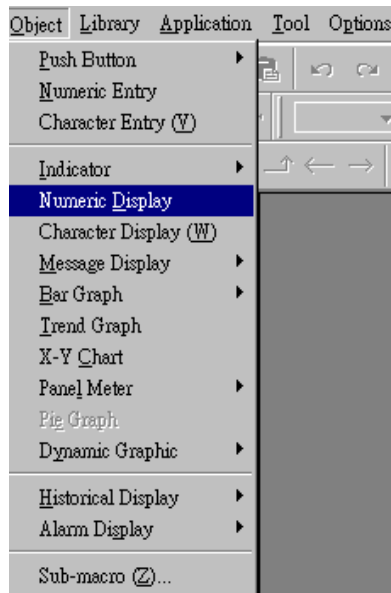 Object Library Application Tool Options
Push Button
Numeric Entry
Character Entry (V)
Indicator
Numeric Display
Character Display (W)
Message Display
Bar Graph
Trend Graph
X-Y Chart
Panel Meter
Pie Graph
Dynamic Graphic
Historical Display
Alarm Display
Sub-macro (Z)...